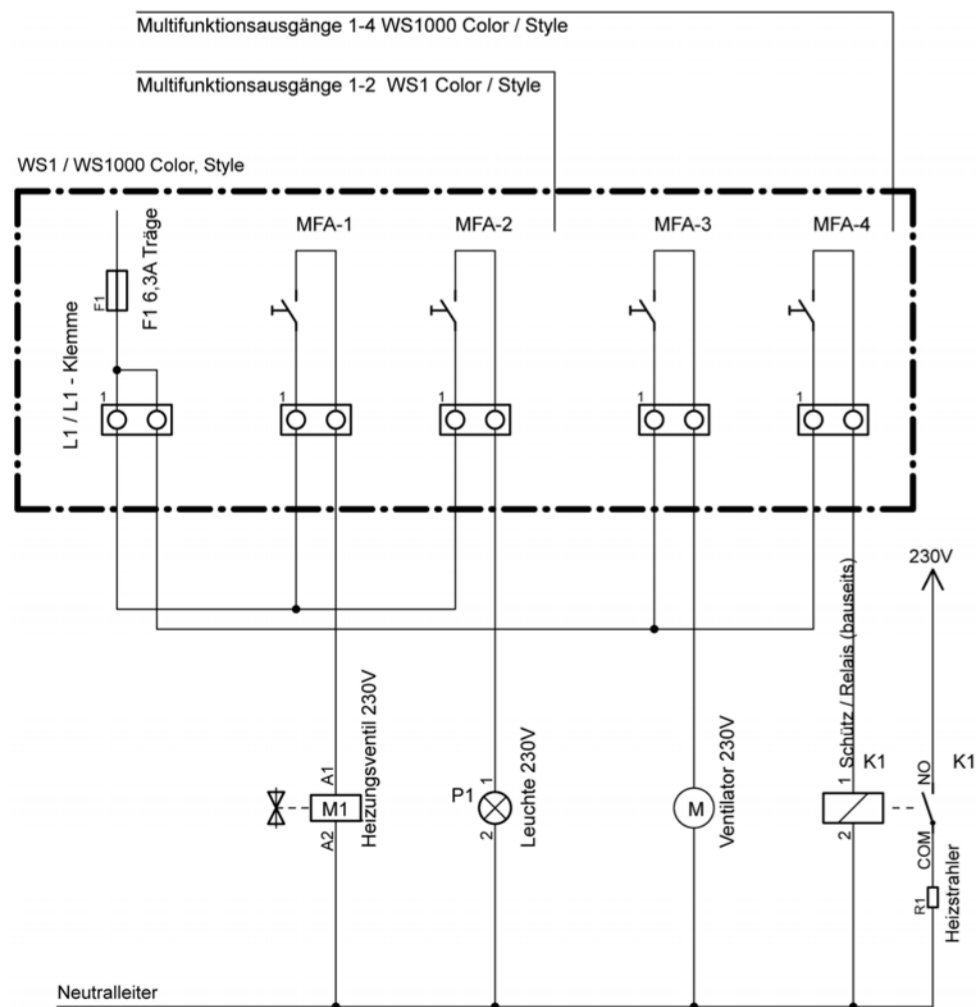 Multifunktionsausgänge 1-4 WS1000 Color / Style
Multifunktionsausgänge 1-2 WS1 Color / Style
WS1 / WS1000 Color, Style
MFA-1
MFA-2
MFA-3
MFA-4
F1
F1 6,3A Träge
L1 / L1 - Klemme
1
1
1
1
1
230V
A1
M1
A2
Heizungsventil 230V
P1
1
2
Leuchte 230V
M
Ventilator 230V
Schütz / Relais (bauseits)
1
2
K1
NO
K1
COM
R1
Heizstrahler
Neutralleiter